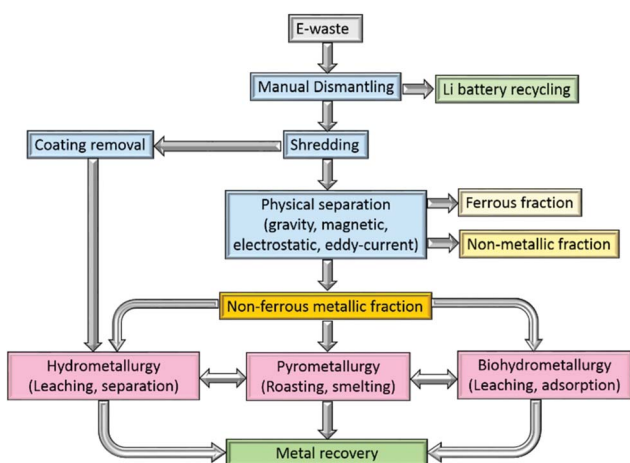 E-waste
Manual Dismantling
Li battery recycling
Coating removal
Shredding
Physical separation
(gravity, magnetic,
electrostatic, eddy-current)
Ferrous fraction
Non-metallic fraction
Non-ferrous metallic fraction
Hydrometallurgy
(Leaching, separation)
Pyrometallurgy
(Roasting, smelting)
Biohydrometallurgy
(Leaching, adsorption)
Metal recovery